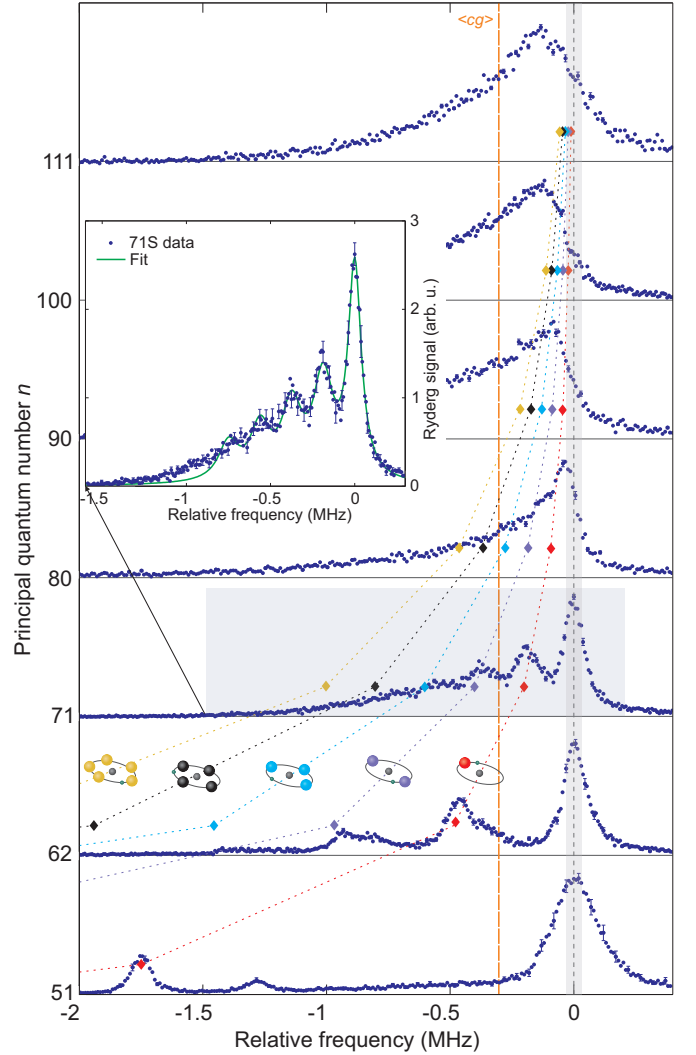 <cg>
111
100
90
80
71
62
51
Principal quantum number n
-2
-1.5
-1
-0.5
0
Relative frequency (MHz)
71S data
Fit
3
2
1
0
Ryderg signal (arb. u.)
-1.5
-1
-0.5
0
Relative frequency (MHz)